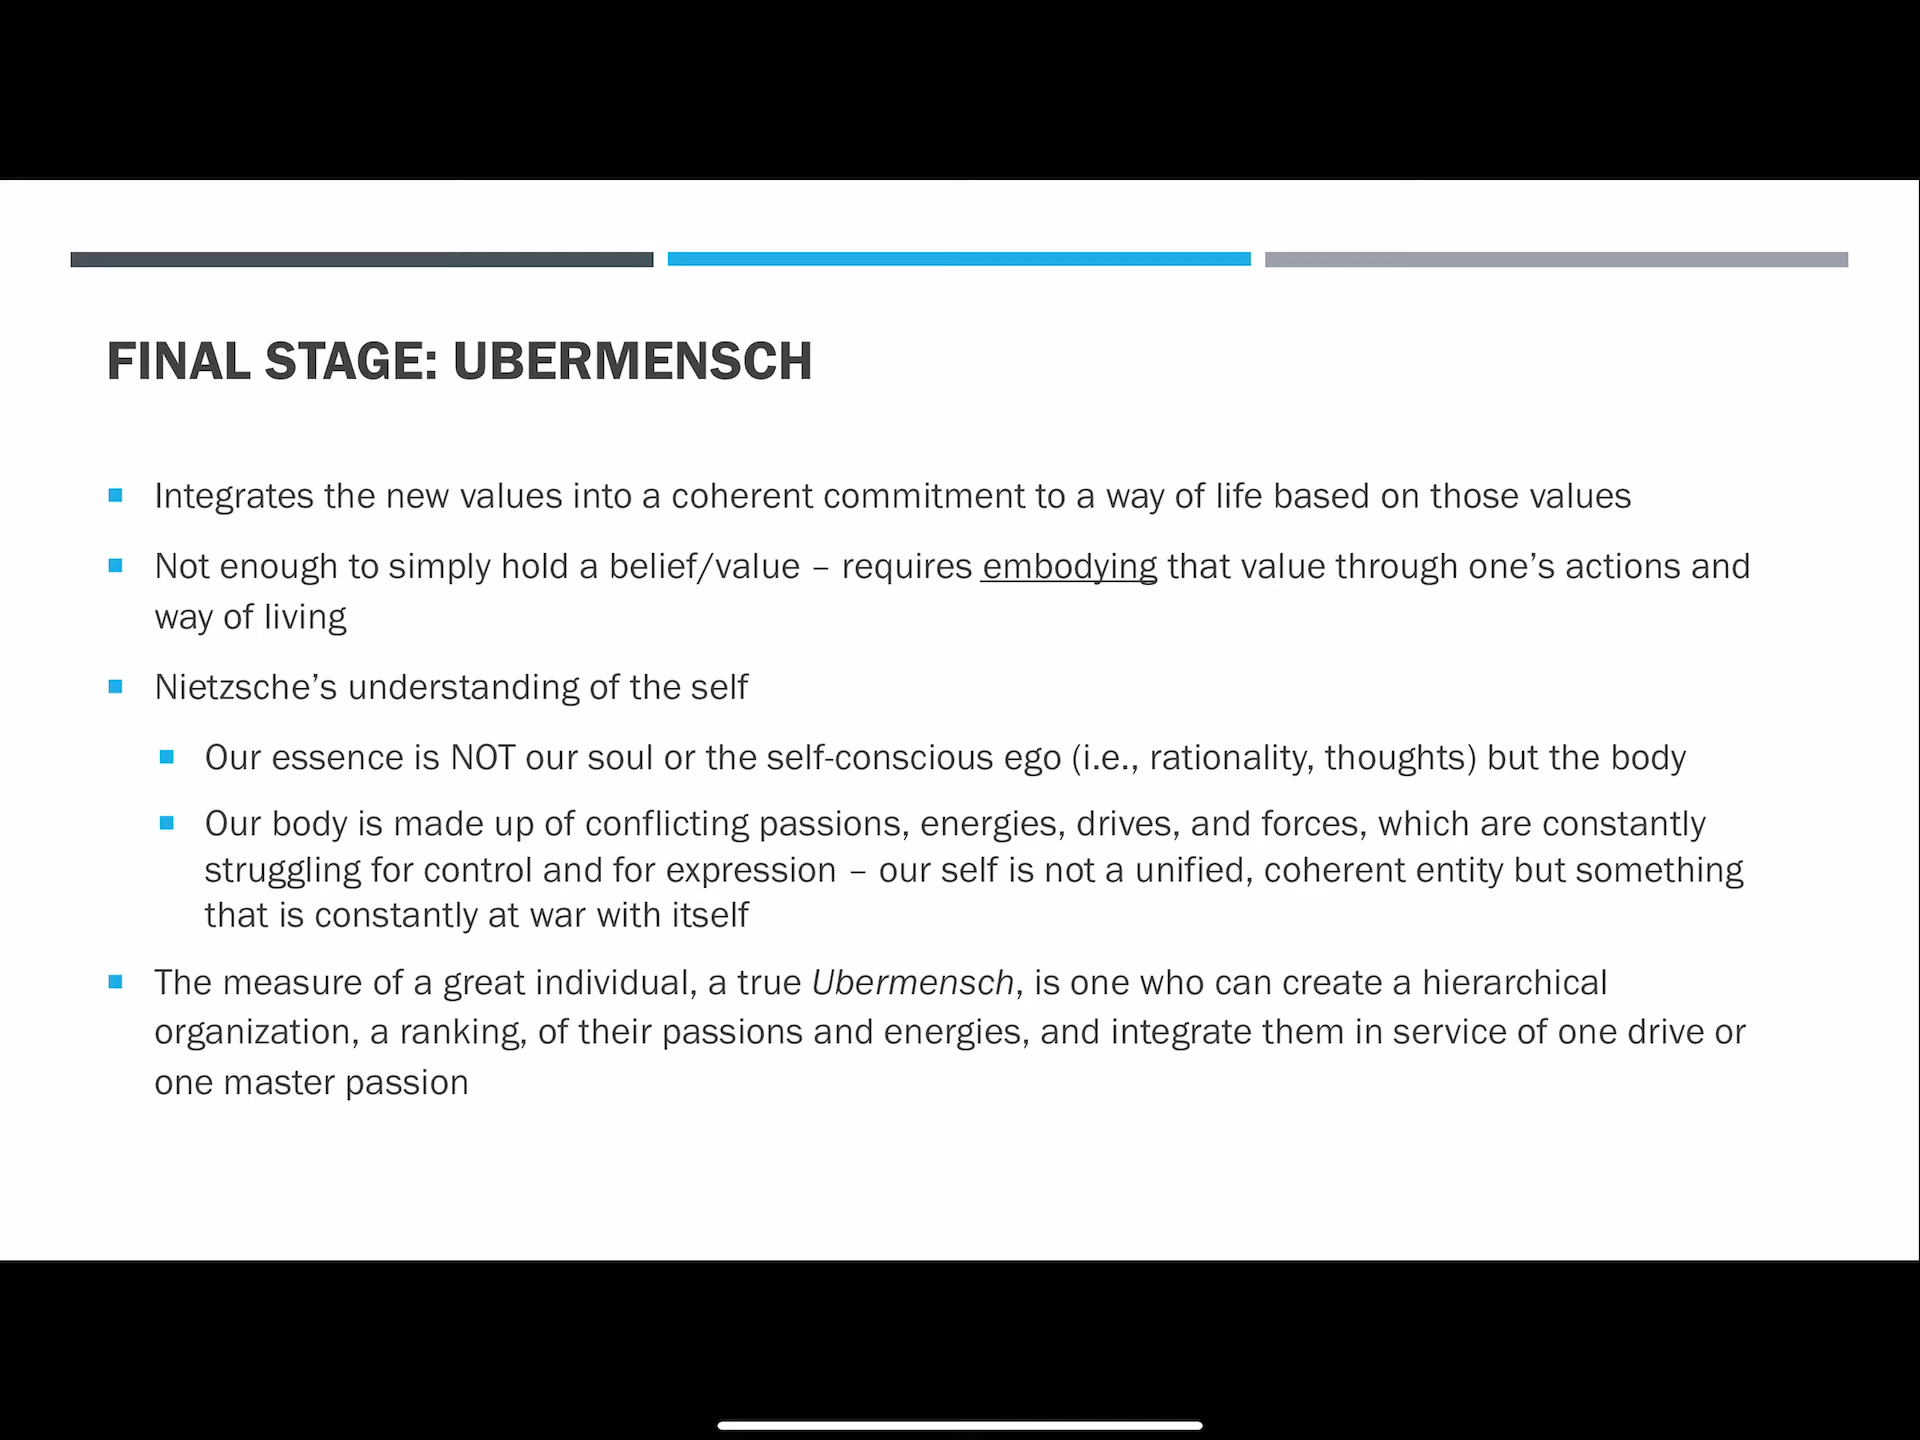 FINAL STAGE: UBERMENSCH
Integrates the new values into a coherent commitment to a way of life based on those values
Not enough to simply hold a belief/value – requires embodying that value through one’s actions and
way of living
Nietzsche’s understanding of the self
Our essence is NOT our soul or the self-conscious ego (i.e., rationality, thoughts) but the body
Our body is made up of conflicting passions, energies, drives, and forces, which are constantly
struggling for control and for expression – our self is not a unified, coherent entity but something
that is constantly at war with itself
The measure of a great individual, a true Ubermensch, is one who can create a hierarchical
organization, a ranking, of their passions and energies, and integrate them in service of one drive or
one master passion